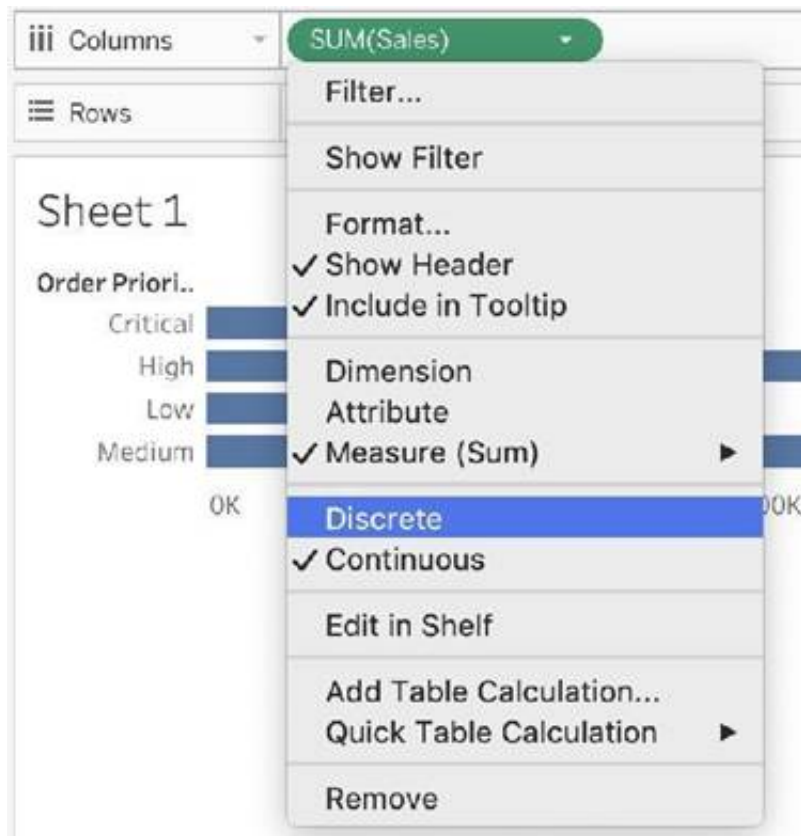 Columns
SUM(Sales)
Rows
Sheet 1
Order Priori..
Critical
High
Low
Medium
0K
00K
Filter...
Show Filter
Format...
Show Header
Include in Tooltip
Dimension
Attribute
Measure (Sum)
Discrete
Continuous
Edit in Shelf
Add Table Calculation...
Quick Table Calculation
Remove